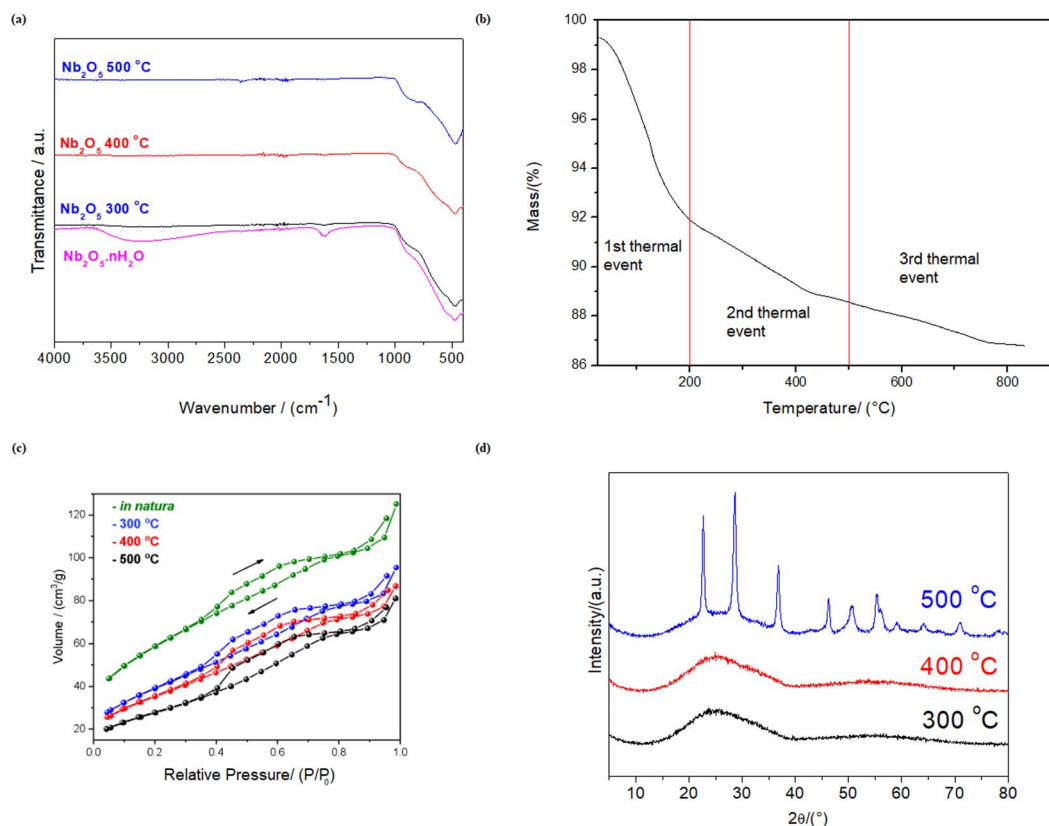 (a)
Nb2O5 500 °C
Nb2O5 400 °C
Nb2O5 300 °C
Nb2O5.nH2O
Transmittance / a.u.
4000 3500 3000 2500 2000 1500 1000 500
Wavenumber / (cm-1)
(b)
100
98
96
94
92
90
88
86
Mass/(%)
1st thermal
event
2nd thermal
event
3rd thermal
event
200 400 600 800
Temperature/ (°C)
(c)
- in natura
- 300 °C
- 400 °C
- 500 °C
120
100
80
60
40
20
Volume / (cm3/g)
0.0 0.2 0.4 0.6 0.8 1.0
Relative Pressure/ (P/P0)
(d)
500 °C
400 °C
300 °C
Intensity/(a.u.)
10 20 30 40 50 60 70 80
2θ/(°)